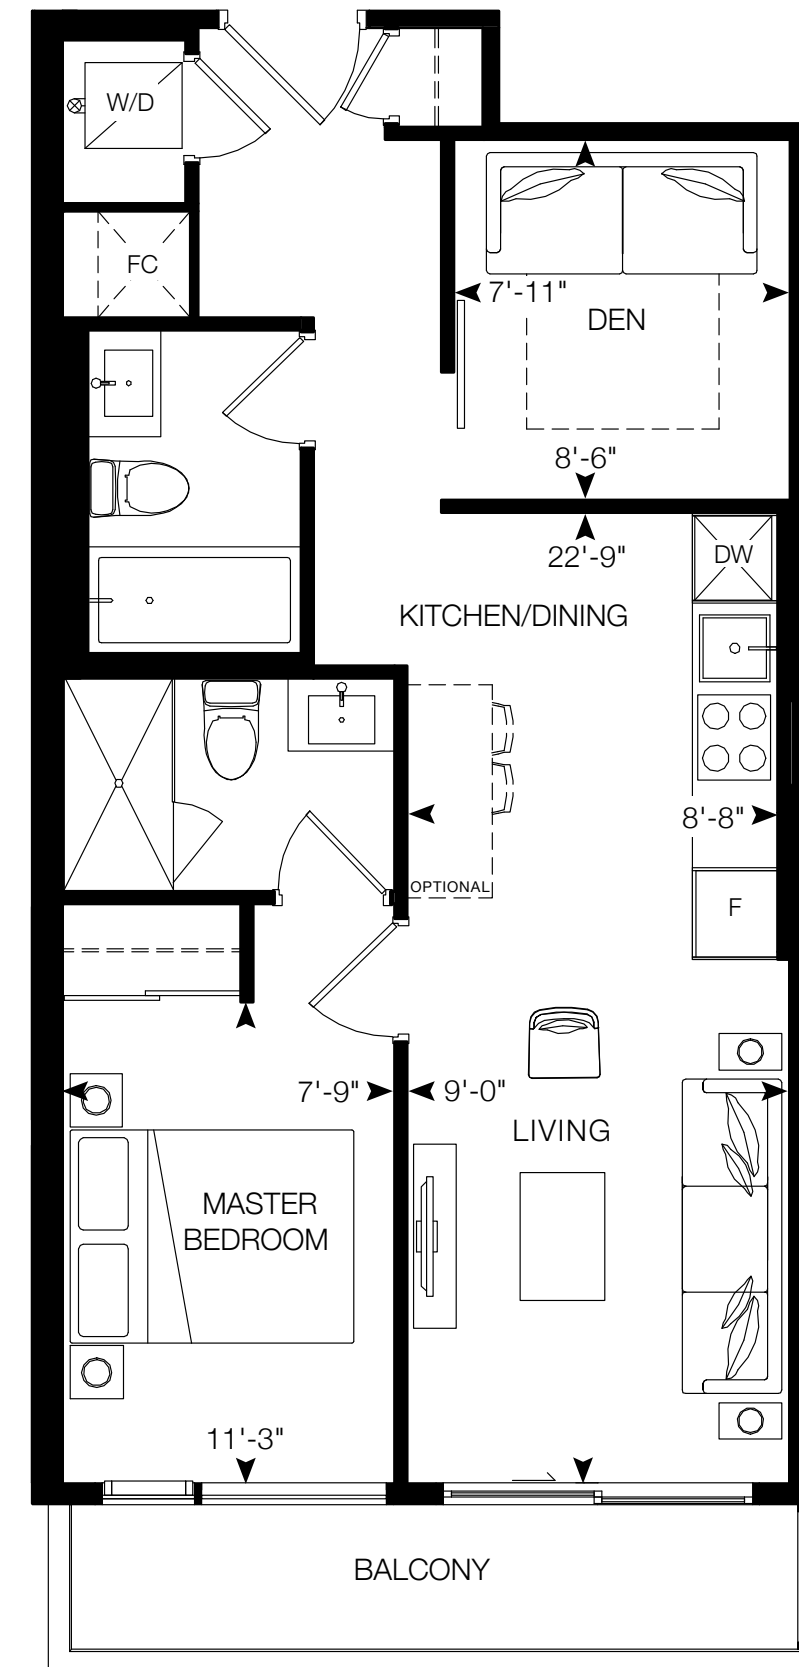 W/D
FC
7'-11"
DEN
8'-6"
22'-9"
DW
KITCHEN/DINING
8'-8"
OPTIONAL
F
7'-9"
9'-0"
LIVING
MASTER
BEDROOM
11'-3"
BALCONY